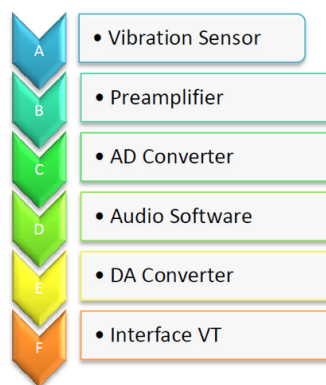 A
• Vibration Sensor
B
• Preamplifier
C
• AD Converter
D
• Audio Software
E
• DA Converter
F
• Interface VT